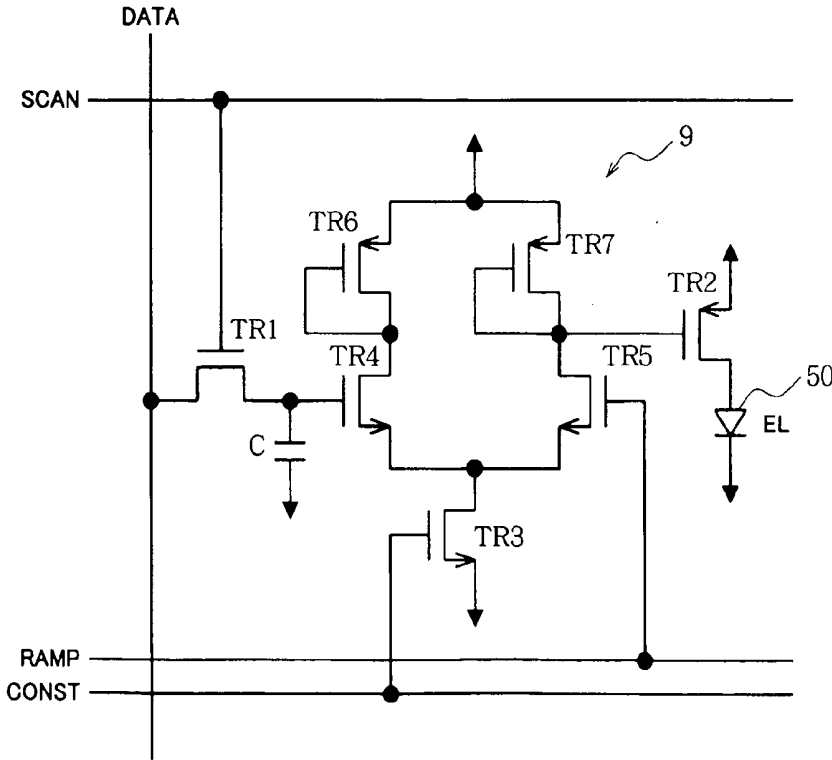 DATA
SCAN
9
TR6
TR7
TR2
TR1
TR4
TR5
50
C
EL
TR3
RAMP
CONST